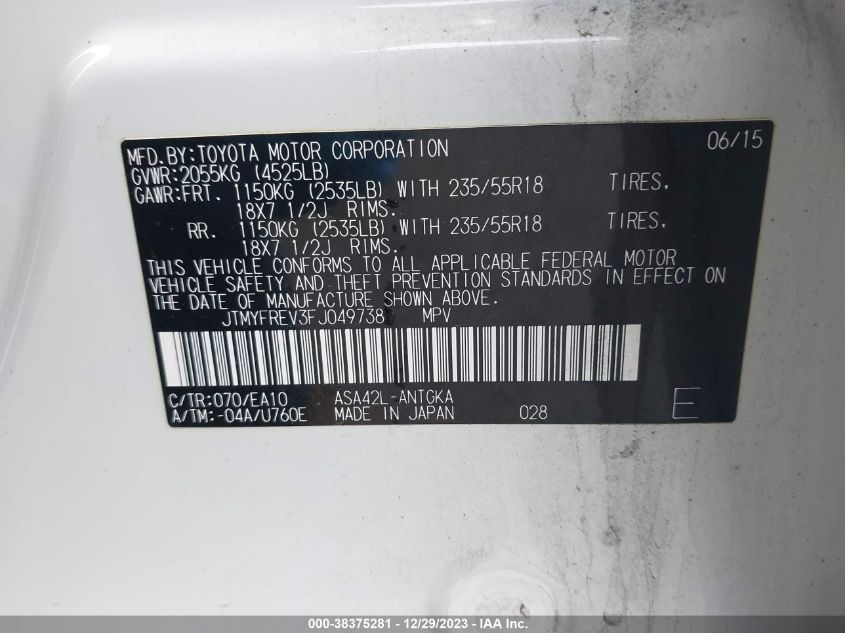 MFD.BY:TOYOTA MOTOR CORPORATION 06/15
GVWR:2055KG (4525LB)
GAWR:FRT. 1150KG (2535LB) WITH 235/55R18 TIRES,
18X7 1/2J RIMS.
RR. 1150KG (2535LB) WITH 235/55R18 TIRES,
18X7 1/2J RIMS.
THIS VEHICLE CONFORMS TO ALL APPLICABLE FEDERAL MOTOR
VEHICLE SAFETY AND THEFT PREVENTION STANDARDS IN EFFECT ON
THE DATE OF MANUFACTURE SHOWN ABOVE.
JTMYFREV3FJ049738 MPV
C/TR:070/EA10 ASA42L-ANTGKA
A/TM:-04A/U760E MADE IN JAPAN 028 E
000-38375281 - 12/29/2023 - IAA Inc.